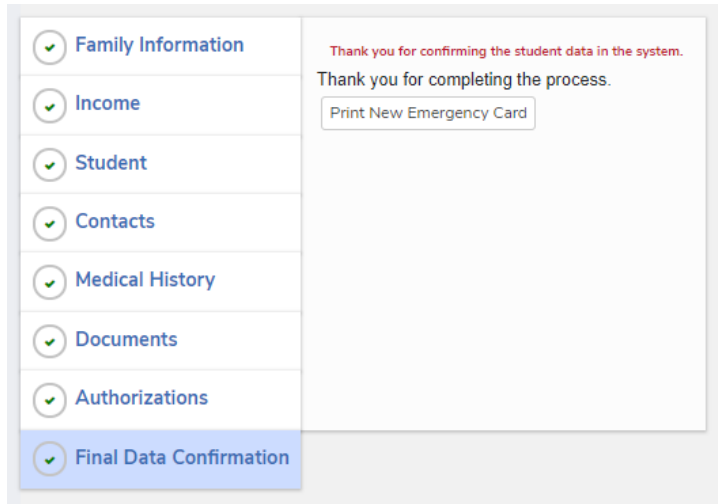 Family Information
Income
Student
Contacts
Medical History
Documents
Authorizations
Final Data Confirmation
Thank you for confirming the student data in the system.
Thank you for completing the process.
Print New Emergency Card